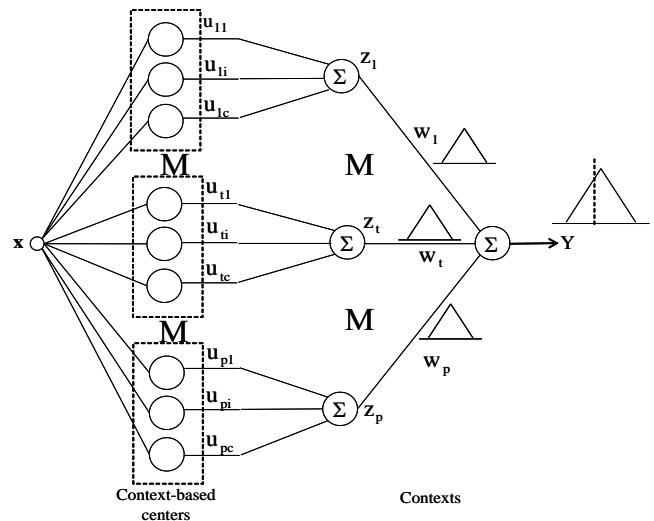 u11
u1i
u1c
Σ
z1
M
M
w1
ut1
uti
utc
x
Σ
zt
wt
Σ
Y
M
M
up1
upi
upc
Σ
zp
wp
Context-based
centers
Contexts